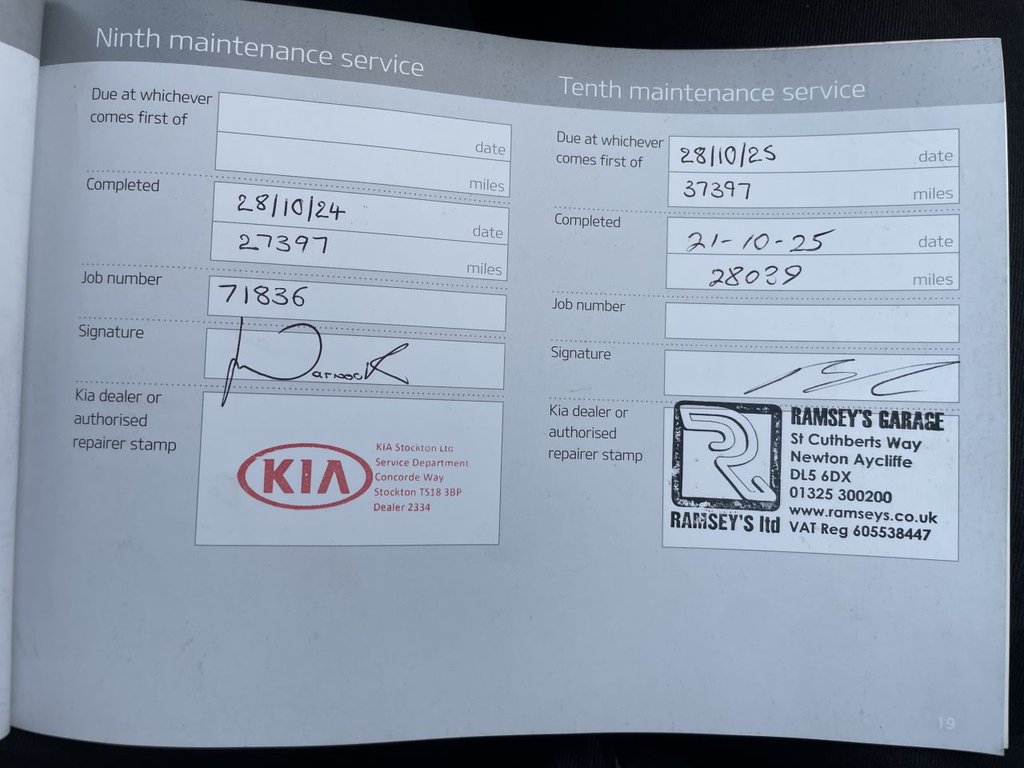 Ninth maintenance service
Due at whichever
comes first of
date
miles
Completed
28/10/24
date
27397
miles
Job number
71836
Signature
Kia dealer or
authorised
repairer stamp
KIA
KIA Stockton Ltd
Service Department
Concorde Way
Stockton TS18 3BP
Dealer 2334
Tenth maintenance service
Due at whichever
comes first of
28/10/25
date
37397
miles
Completed
21-10-25
date
28039
miles
Job number
Signature
Kia dealer or
authorised
repairer stamp
R
RAMSEY'S ltd
RAMSEY'S GARAGE
St Cuthberts Way
Newton Aycliffe
DL5 6DX
01325 300200
www.ramseys.co.uk
VAT Reg 605538447
19